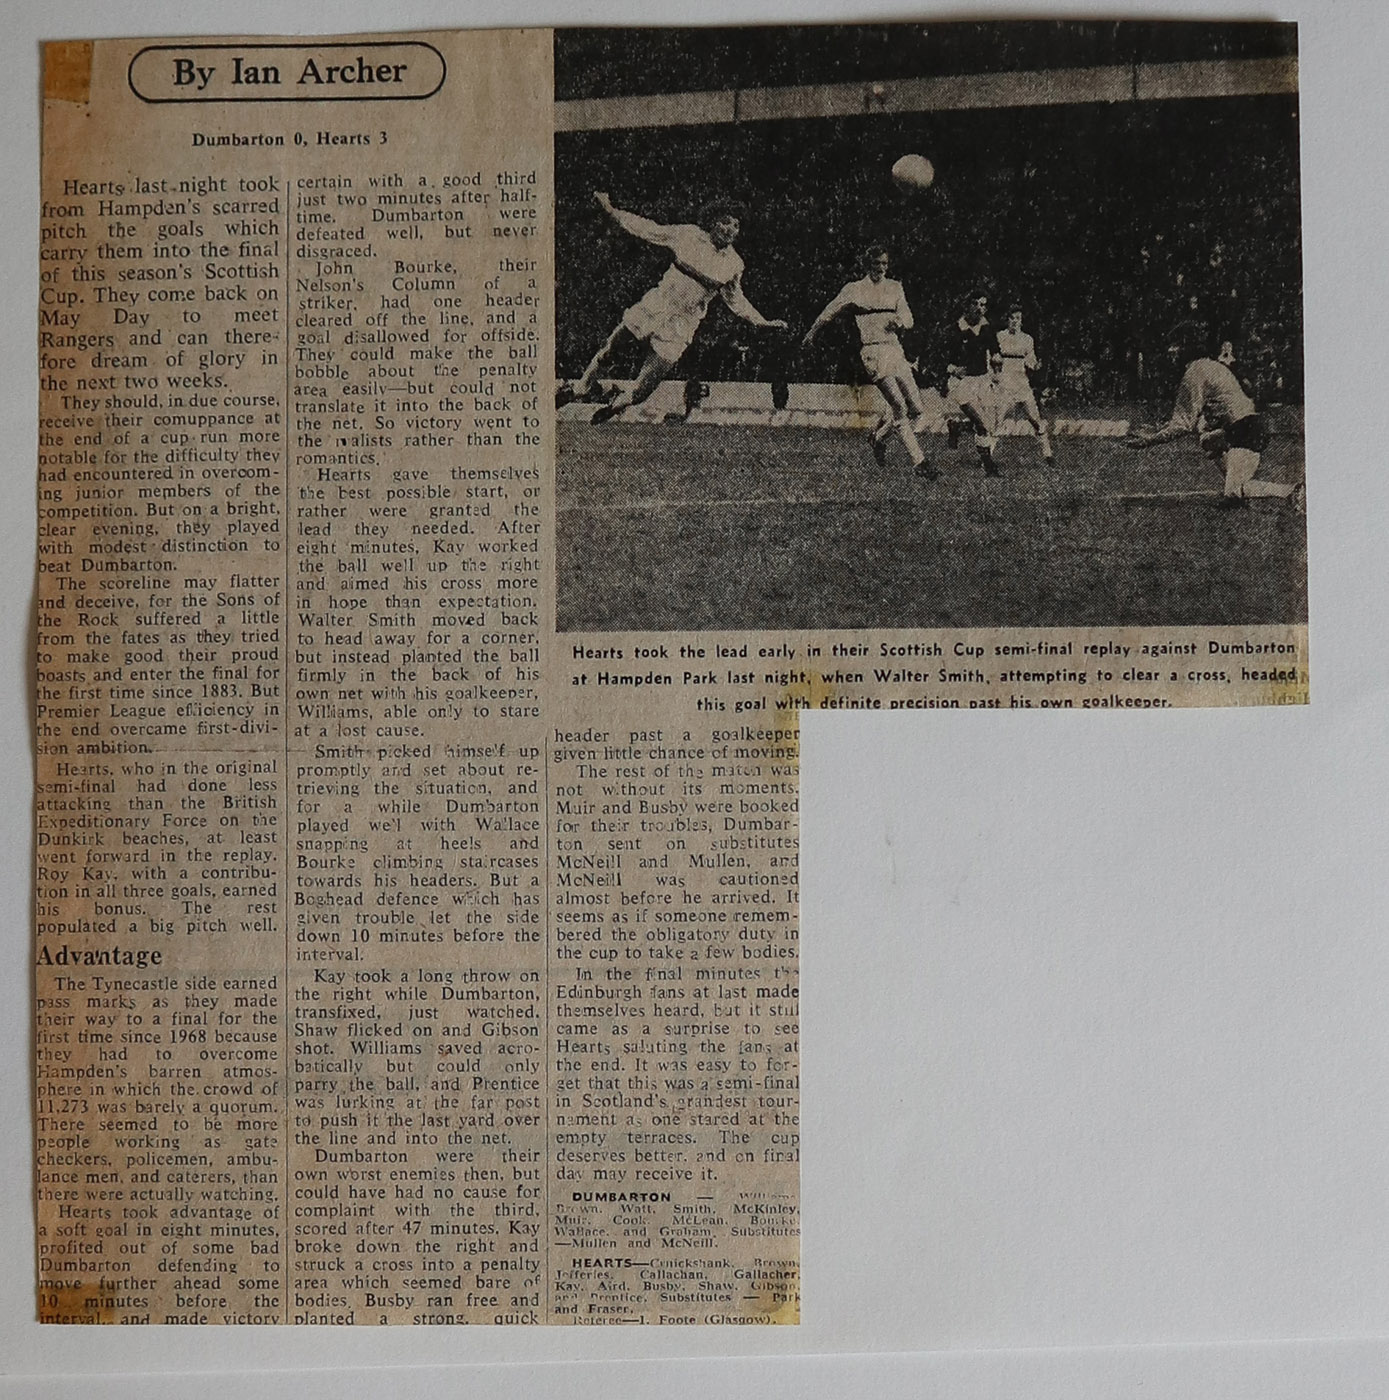 By Ian Archer
Dumbarton 0, Hearts 3
Hearts last night took
from Hampden's scarred
pitch the goals which
carry them into the final
of this season's Scottish
Cup. They come back on
May Day to meet
Rangers and can there-
fore dream of glory in
the next two weeks.
They should, in due course,
receive their comuppance at
the end of a cup run more
notable for the difficulty they
had encountered in overcom-
ing junior members of the
competition. But on a bright,
clear evening, they played
with modest distinction to
beat Dumbarton.
The scoreline may flatter
and deceive, for the Sons of
the Rock suffered a little
from the fates as they tried
to make good their proud
boasts and enter the final for
the first time since 1883. But
Premier League efficiency in
the end overcame first-divi-
sion ambition.
Hearts, who in the original
semi-final had done less
attacking than the British
Expeditionary Force on the
Dunkirk beaches, at least
went forward in the replay.
Roy Kay, with a contribu-
tion in all three goals, earned
his bonus. The rest
populated a big pitch well.
Advantage
The Tynecastle side earned
pass marks as they made
their way to a final for the
first time since 1968 because
they had to overcome
Hampden's barren atmos-
phere in which the crowd of
11,273 was barely a quorum.
There seemed to be more
people working as gate
checkers, policemen, ambu-
lance men, and caterers, than
there were actually watching.
Hearts took advantage of
a soft goal in eight minutes,
profited out of some bad
Dumbarton defending to
move further ahead some
10 minutes before the
interval, and made victory
certain with a good third
just two minutes after half-
time. Dumbarton were
defeated well, but never
disgraced.
John Bourke, their
Nelson's Column of a
striker, had one header
cleared off the line, and a
goal disallowed for offside.
They could make the ball
bobble about the penalty
area easily—but could not
translate it into the back of
the net. So victory went to
the realists rather than the
romantics.
Hearts gave themselves
the best possible start, or
rather were granted the
lead they needed. After
eight minutes, Kay worked
the ball well up the right
and aimed his cross more
in hope than expectation.
Walter Smith moved back
to head away for a corner,
but instead planted the ball
firmly in the back of his
own net with his goalkeeper,
Williams, able only to stare
at a lost cause.
Smith picked himself up
promptly and set about re-
trieving the situation, and
for a while Dumbarton
played well with Wallace
snapping at heels and
Bourke climbing staircases
towards his headers. But a
Boghead defence which has
given trouble let the side
down 10 minutes before the
interval.
Kay took a long throw on
the right while Dumbarton,
transfixed, just watched.
Shaw flicked on and Gibson
shot. Williams saved acro-
batically but could only
parry the ball, and Prentice
was lurking at the far post
to push it the last yard over
the line and into the net.
Dumbarton were their
own worst enemies then, but
could have had no cause for
complaint with the third,
scored after 47 minutes. Kay
broke down the right and
struck a cross into a penalty
area which seemed bare of
bodies. Busby ran free and
planted a strong, quick
Hearts took the lead early in their Scottish Cup semi-final replay against Dumbarton
at Hampden Park last night, when Walter Smith, attempting to clear a cross, headed
this goal with definite precision past his own goalkeeper.
header past a goalkeeper
given little chance of moving.
The rest of the match was
not without its moments.
Muir and Busby were booked
for their troubles, Dumbar-
ton sent on substitutes
McNeill and Mullen, and
McNeill was cautioned
almost before he arrived. It
seems as if someone remem-
bered the obligatory duty in
the cup to take a few bodies.
In the final minutes the
Edinburgh fans at last made
themselves heard, but it still
came as a surprise to see
Hearts saluting the fans at
the end. It was easy to for-
get that this was a semi-final
in Scotland's grandest tour-
nament as one stared at the
empty terraces. The cup
deserves better, and on final
day may receive it.
DUMBARTON —
Brown, Watt, Smith, McKinley,
Muir, Cook, McLean, Bourke,
Wallace, and Graham. Substitutes
—Mullen and McNeill.
HEARTS—Cruickshank, Brown,
Jefferies, Callachan, Gallacher,
Kay, Aird, Busby, Shaw, Gibson,
and Prentice. Substitutes — Park
and Fraser.
Referee—I. Foote (Glasgow).